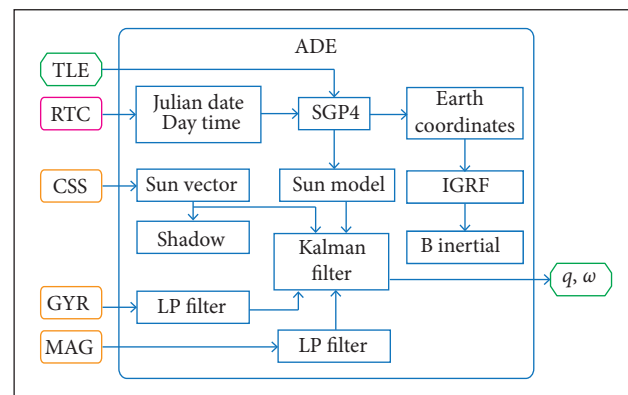 ADE
TLE
RTC
Julian date
Day time
SGP4
Earth
coordinates
CSS
Sun vector
Sun model
IGRF
Shadow
Kalman
filter
B inertial
q, ω
GYR
LP filter
MAG
LP filter